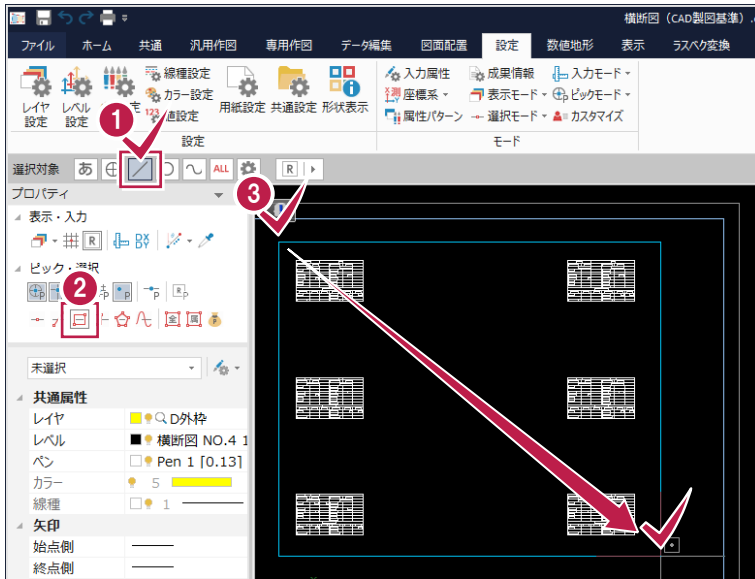 横断図（CAD製図基準）.
ファイル ホーム 共通 汎用作図 専用作図 データ編集 図面配置 設定 数値地形 表示 ラスベク変換
レイヤ設定 レベル設定 線種設定 カラー設定 値設定 用紙設定 共通設定 形状表示 入力属性 成果情報 入力モード
座標系 表示モード ピックモード
属性パターン 選択モード カスタマイズ
設定 モード
1
選択対象 あ ALL R
プロパティ
3
表示・入力
R
ピック・選択
2
P P P P R P
全 属
未選択
共通属性
レイヤ D外枠
レベル 横断図 NO.4 1
ペン Pen 1 [0.13]
カラー 5
線種 1
矢印
始点側
終点側